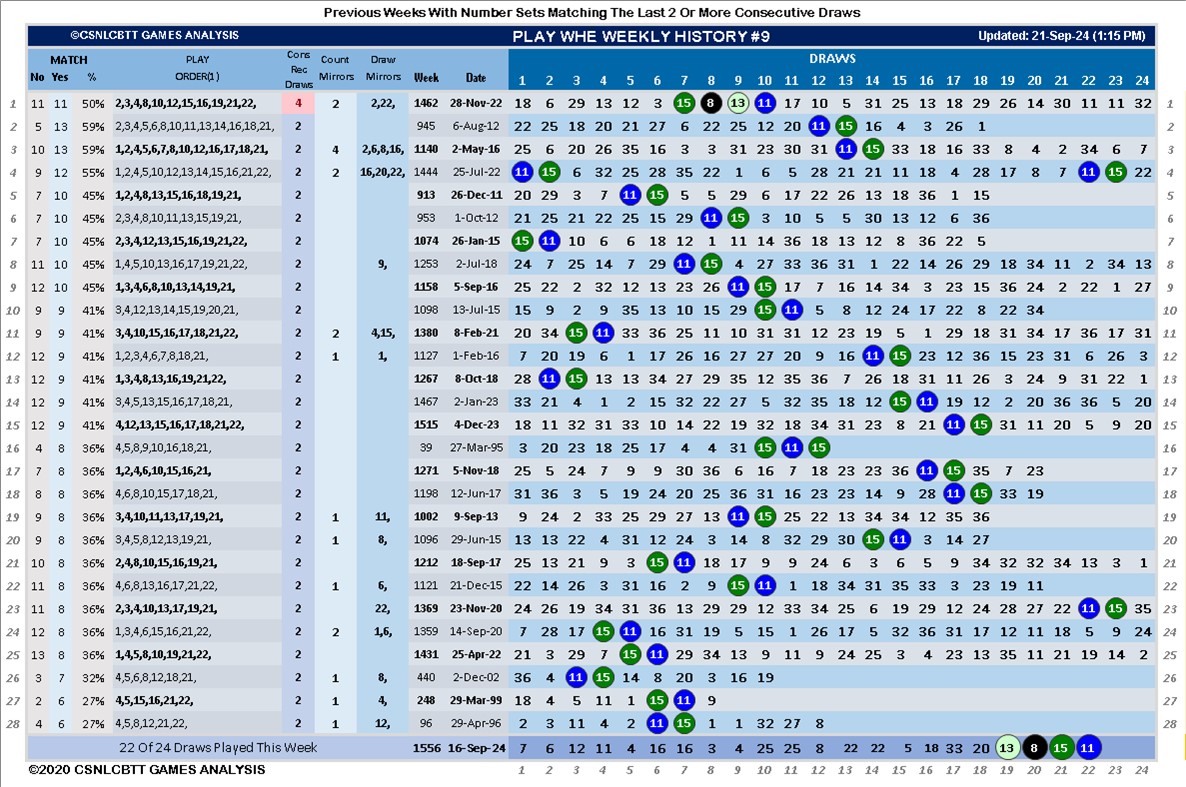 Previous Weeks With Number Sets Matching The Last 2 Or More Consecutive Draws
©CSNLCBTT GAMES ANALYSIS PLAY WHE WEEKLY HISTORY #9 Updated: 21-Sep-24 (1:15 PM)
MATCH PLAY Cons Count Draw DRAWS
No Yes % ORDER(1) Rec Draws Mirrors Mirrors Week Date 1 2 3 4 5 6 7 8 9 10 11 12 13 14 15 16 17 18 19 20 21 22 23 24
1 11 11 50% 2,3,4,8,10,12,15,16,19,21,22, 4 2 2,22, 1462 28-Nov-22 18 6 29 13 12 3 15 8 13 11 17 10 5 31 25 13 18 29 26 14 30 11 11 32 1
2 5 13 59% 2,3,4,5,6,8,10,11,13,14,16,18,21, 2 945 6-Aug-12 22 25 18 20 21 27 6 22 25 12 20 11 13 16 4 3 26 1 2
3 10 13 59% 1,2,4,5,6,7,8,10,12,16,17,18,21, 2 4 2,6,8,16, 1140 2-May-16 25 6 20 26 35 16 3 3 31 23 30 31 11 15 33 18 16 33 8 4 2 34 6 7 3
4 9 12 55% 1,2,4,5,10,12,13,14,15,16,21,22, 2 2 16,20,22, 1444 25-Jul-22 11 15 6 32 25 28 35 22 1 6 5 28 21 21 11 18 4 28 17 8 7 11 15 22 4
5 7 10 45% 1,2,4,8,13,15,16,18,19,21, 2 913 26-Dec-11 20 29 3 7 11 15 5 5 29 6 17 22 26 13 18 36 1 15 5
6 7 10 45% 2,3,4,8,10,11,13,15,19,21, 2 953 1-Oct-12 21 25 21 22 25 15 29 11 15 3 10 5 5 30 13 12 6 36 6
7 7 10 45% 2,3,4,12,13,15,16,19,21,22, 2 1074 26-Jan-15 15 11 10 6 6 18 12 1 11 14 36 18 13 12 8 36 22 5 7
8 11 10 45% 1,4,5,10,13,16,17,19,21,22, 2 9, 1253 2-Jul-18 24 7 25 14 7 29 11 15 4 27 33 36 31 1 22 14 26 29 18 34 11 2 34 13 8
9 12 10 45% 1,3,4,6,8,10,13,14,19,21, 2 1158 5-Sep-16 25 22 2 32 12 13 23 26 11 15 17 7 16 14 34 3 23 15 36 24 2 22 1 27 9
10 9 9 41% 3,4,12,13,14,15,19,20,21, 2 1098 13-Jul-15 15 9 2 9 35 13 10 15 29 15 11 5 8 12 24 17 22 8 22 34 10
11 9 9 41% 3,4,10,15,16,17,18,21,22, 2 2 4,15, 1380 8-Feb-21 20 34 15 11 33 36 25 11 10 31 31 12 23 19 5 1 29 18 31 34 17 36 17 31 11
12 12 9 41% 1,2,3,4,6,7,8,18,21, 2 1 1, 1127 1-Feb-16 7 20 19 6 1 17 26 16 27 27 20 9 16 11 15 23 12 36 15 23 31 6 26 3 12
13 12 9 41% 1,3,4,8,13,16,19,21,22, 2 1267 8-Oct-18 28 11 15 13 13 34 27 29 35 12 35 36 7 26 18 31 11 26 6 24 9 31 22 1 13
14 12 9 41% 3,4,5,13,15,16,17,18,21, 2 1467 2-Jan-23 33 21 4 1 2 15 32 22 27 5 32 35 18 12 15 11 19 12 2 20 36 36 5 20 14
15 12 9 41% 4,12,13,15,16,17,18,21,22, 2 1515 4-Dec-23 18 11 32 31 33 10 14 22 19 32 18 34 31 23 8 21 11 15 31 11 20 5 9 20 15
16 4 8 36% 4,5,8,9,10,16,18,21, 2 39 27-Mar-95 3 20 23 18 25 17 4 4 31 15 11 15 16
17 7 8 36% 1,2,4,6,10,15,16,21, 2 1271 5-Nov-18 25 5 24 7 9 9 30 36 6 16 7 18 23 23 36 11 15 35 7 23 17
18 8 8 36% 4,6,8,10,15,17,18,21, 2 1198 12-Jun-17 31 36 3 5 19 24 20 25 36 31 16 23 23 14 9 28 11 15 33 19 18
19 9 8 36% 3,4,10,11,13,17,19,21, 2 1 11, 1002 9-Sep-13 9 24 2 33 25 29 27 13 11 15 25 22 13 34 34 12 35 36 19
20 9 8 36% 3,4,5,8,12,13,19,21, 2 1 8, 1096 29-Jun-15 13 13 22 4 31 12 24 3 14 8 32 29 30 15 11 3 14 27 20
21 10 8 36% 2,4,8,10,15,16,19,21, 2 1212 18-Sep-17 25 13 21 9 3 15 11 18 17 9 9 24 6 3 6 5 9 34 32 32 34 13 3 1 21
22 11 8 36% 4,6,8,13,16,17,21,22, 2 1 6, 1121 21-Dec-15 22 14 26 3 31 16 2 9 15 11 1 18 34 31 35 33 3 23 19 11 22
23 11 8 36% 2,3,4,10,13,17,19,21, 2 22, 1369 23-Nov-20 24 26 19 34 31 36 13 29 29 12 33 34 25 6 19 29 12 24 28 27 22 11 15 35 23
24 12 8 36% 1,3,4,6,15,16,21,22, 2 2 1,6, 1359 14-Sep-20 7 28 17 15 11 16 31 19 5 15 1 26 17 5 32 36 31 17 12 11 18 5 9 24 24
25 13 8 36% 1,4,5,8,10,19,21,22, 2 1431 25-Apr-22 21 3 29 7 15 11 29 34 13 9 11 9 24 25 3 4 23 13 35 11 21 19 14 2 25
26 3 7 32% 4,5,6,8,12,18,21, 2 1 8, 440 2-Dec-02 36 4 11 15 14 8 20 3 16 19 26
27 2 6 27% 4,5,15,16,21,22, 2 1 4, 248 29-Mar-99 18 4 5 11 1 15 11 9 27
28 4 6 27% 4,5,8,12,21,22, 2 1 12, 96 29-Apr-96 2 3 11 4 2 11 15 1 1 32 27 8 28
22 Of 24 Draws Played This Week 1556 16-Sep-24 7 6 12 11 4 16 16 3 4 25 25 8 22 22 5 18 33 20 13 8 15 11
©2020 CSNLCBTT GAMES ANALYSIS 1 2 3 4 5 6 7 8 9 10 11 12 13 14 15 16 17 18 19 20 21 22 23 24